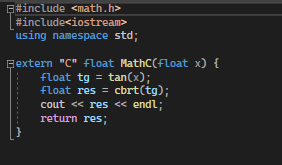 #include <math.h>
#include<iostream>
using namespace std;
extern "C" float MathC(float x) {
float tg = tan(x);
float res = cbrt(tg);
cout << res << endl;
return res;
}